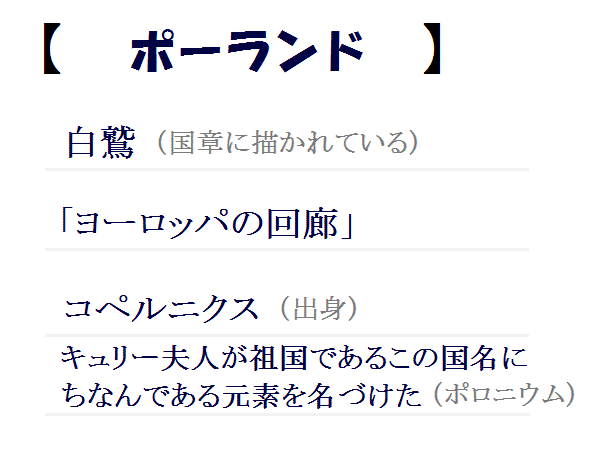 【 ポーランド 】
白鷲（国章に描かれている）
「ヨーロッパの回廊」
コペルニクス（出身）
キュリー夫人が祖国であるこの国名に
ちなんである元素を名づけた（ポロニウム）